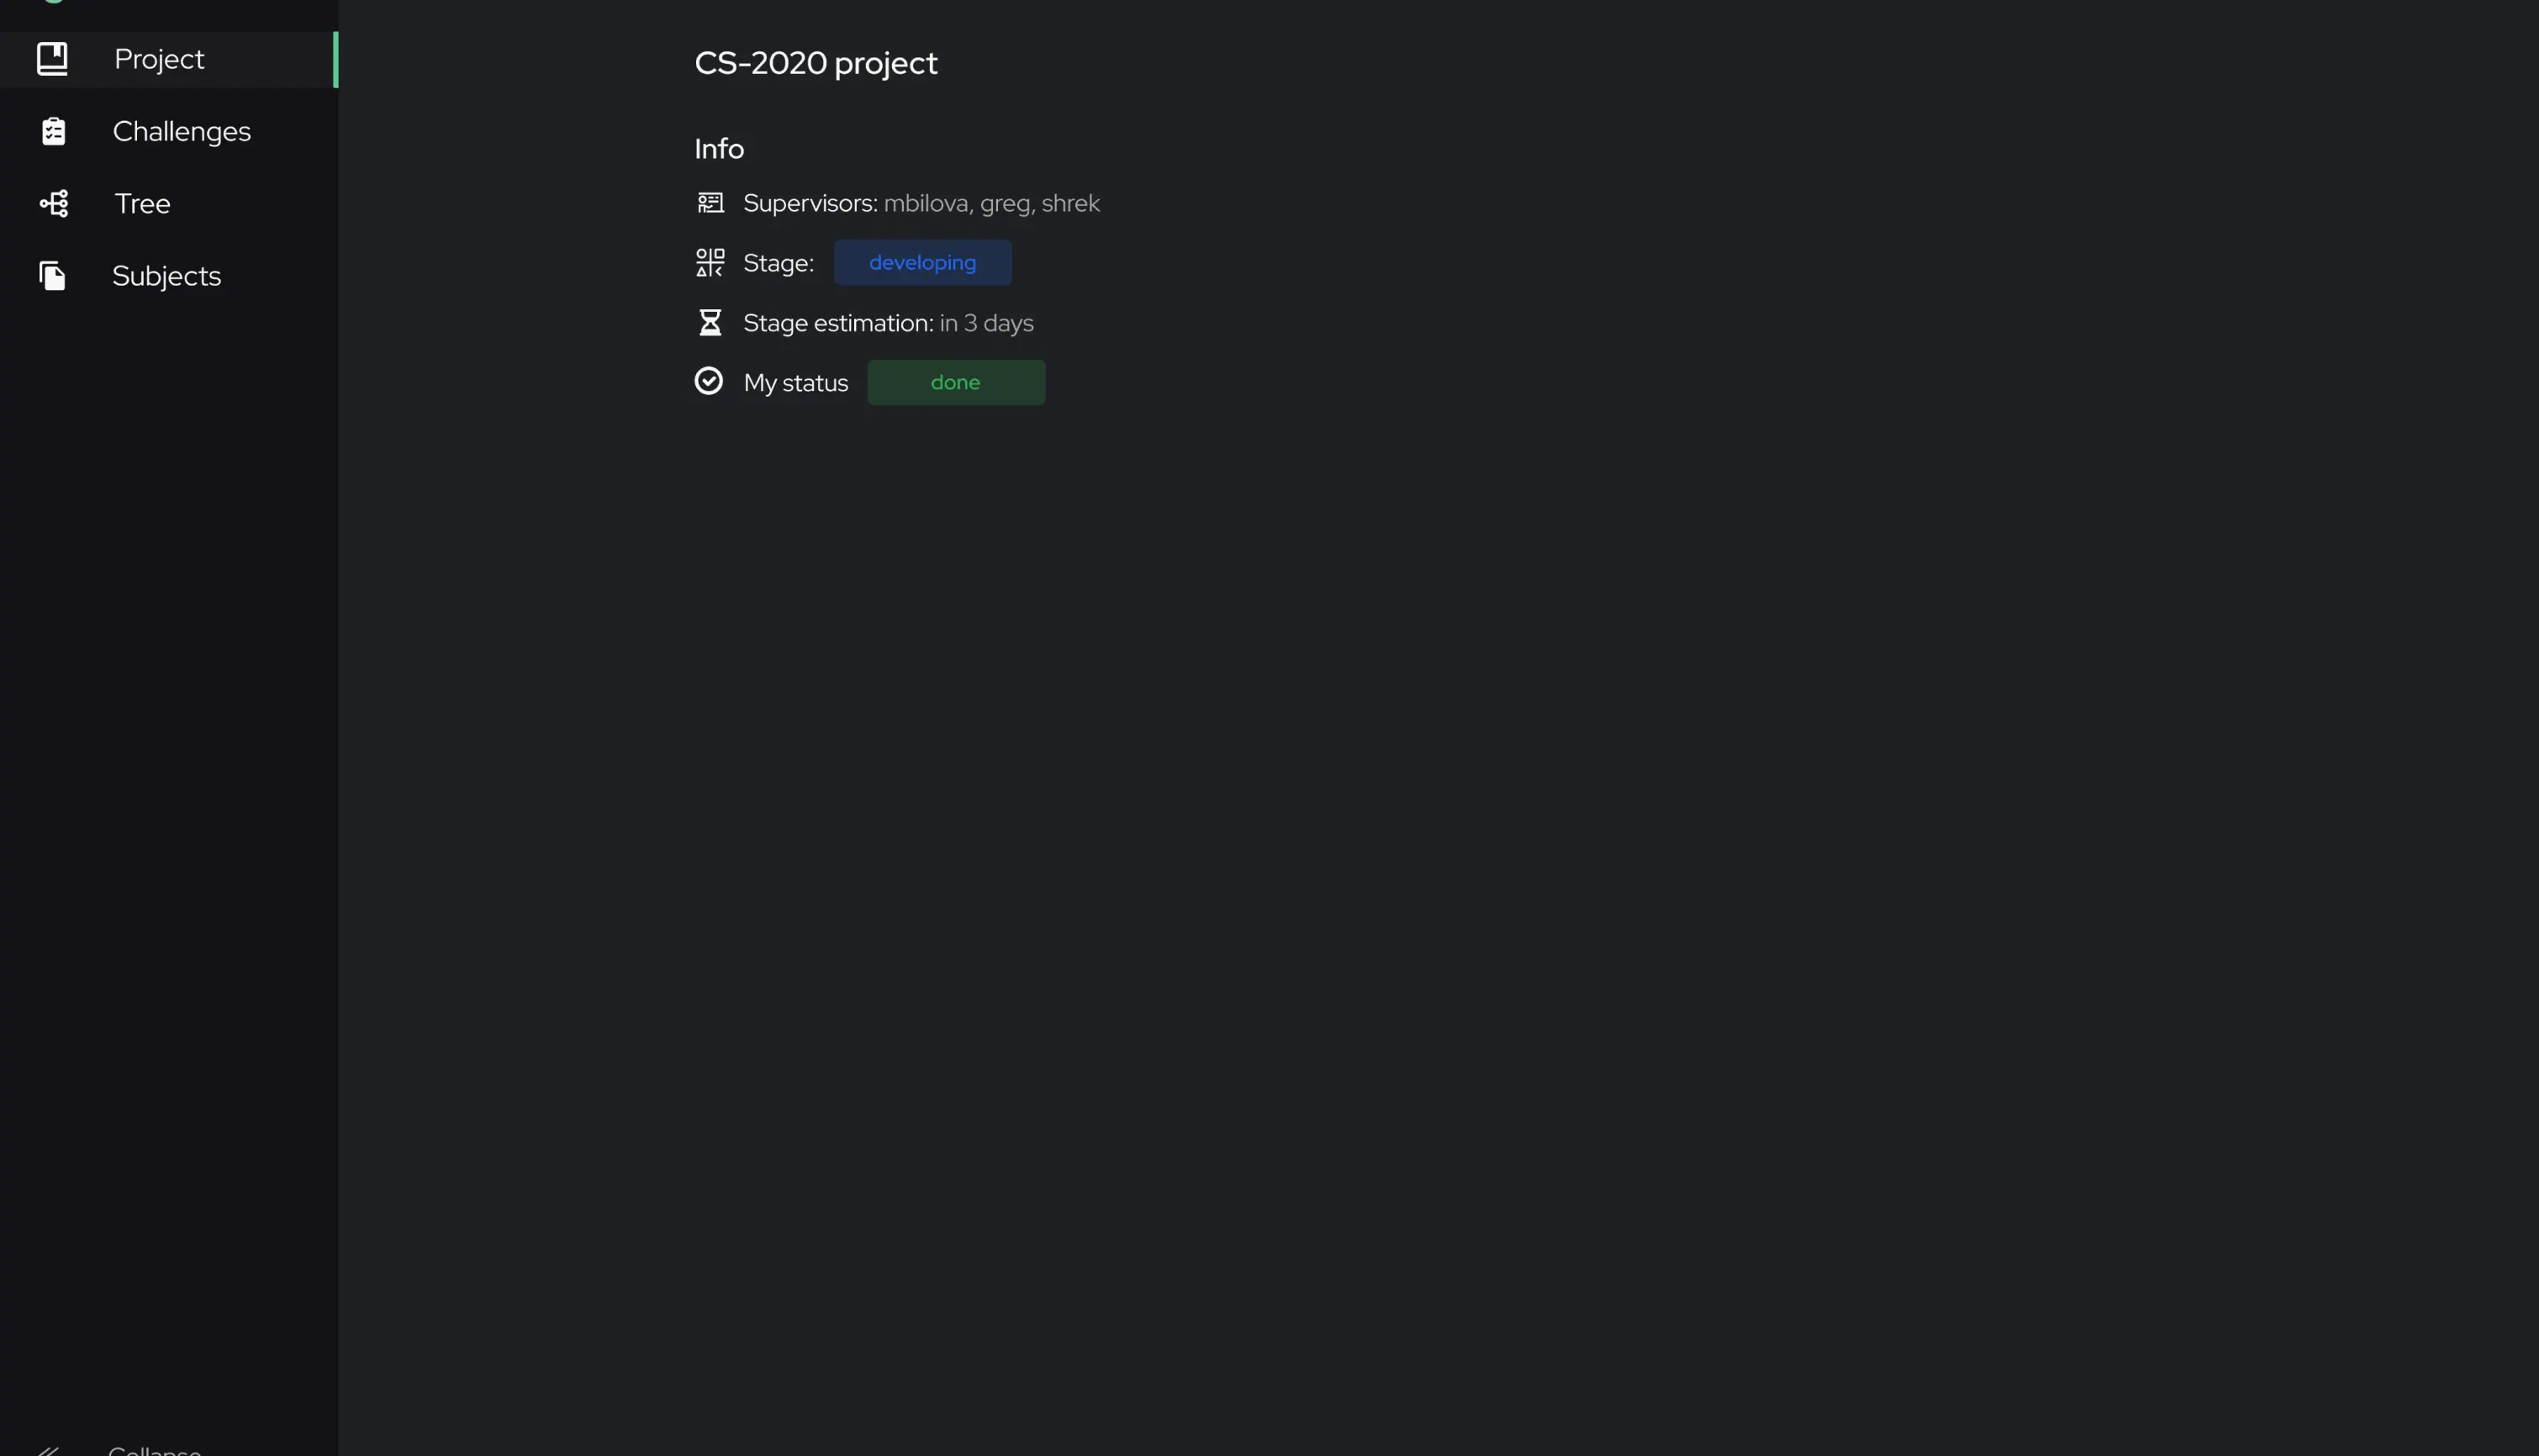 Project
Challenges
Tree
Subjects
Collapse
CS-2020 project
Info
Supervisors: mbilova, greg, shrek
Stage: developing
Stage estimation: in 3 days
My status done